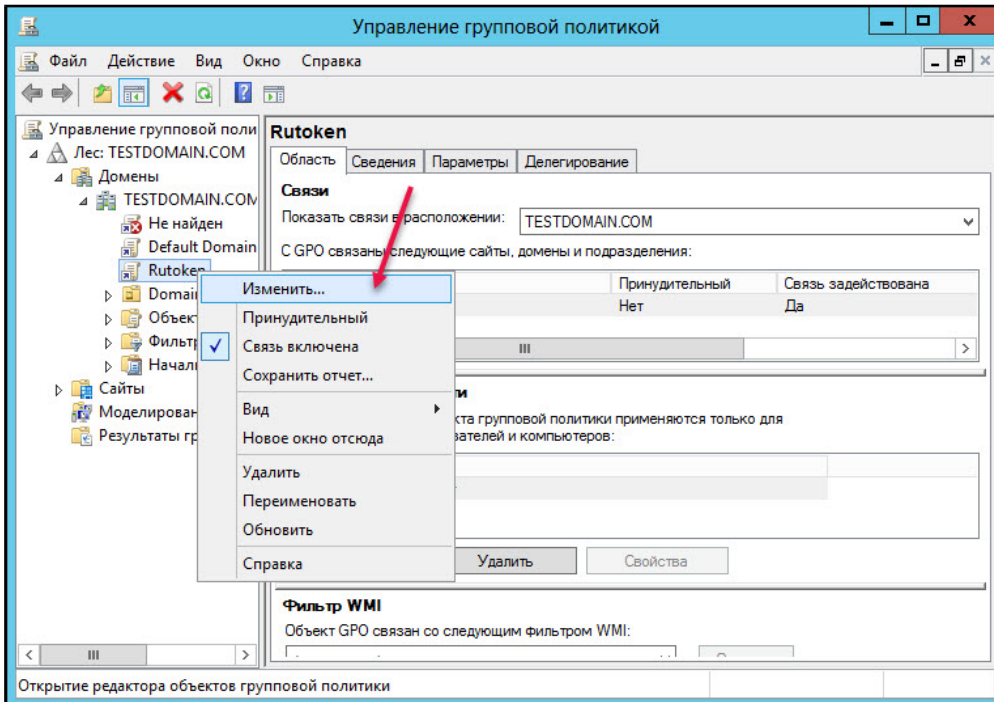 Управление групповой политикой
Файл Действие Вид Окно Справка
Управление групповой поли
Лес: TESTDOMAIN.COM
Домены
TESTDOMAIN.COM
Не найден
Default Domain
Rutoken
Domai
Объек
Фильт
Начал
Сайты
Моделирован
Результаты гр
Rutoken
Область Сведения Параметры Делегирование
Связи
Показать связи в расположении: TESTDOMAIN.COM
С GPO связаны следующие сайты, домены и подразделения:
Принудительный Связь задействована
Нет Да
Изменить...
Принудительный
Связь включена
Сохранить отчет...
Вид
Новое окно отсюда
Удалить
Переименовать
Обновить
Справка
ти
кта групповой политики применяются только для
вателей и компьютеров:
Удалить Свойства
Фильтр WMI
Объект GPO связан со следующим фильтром WMI:
Открытие редактора объектов групповой политики